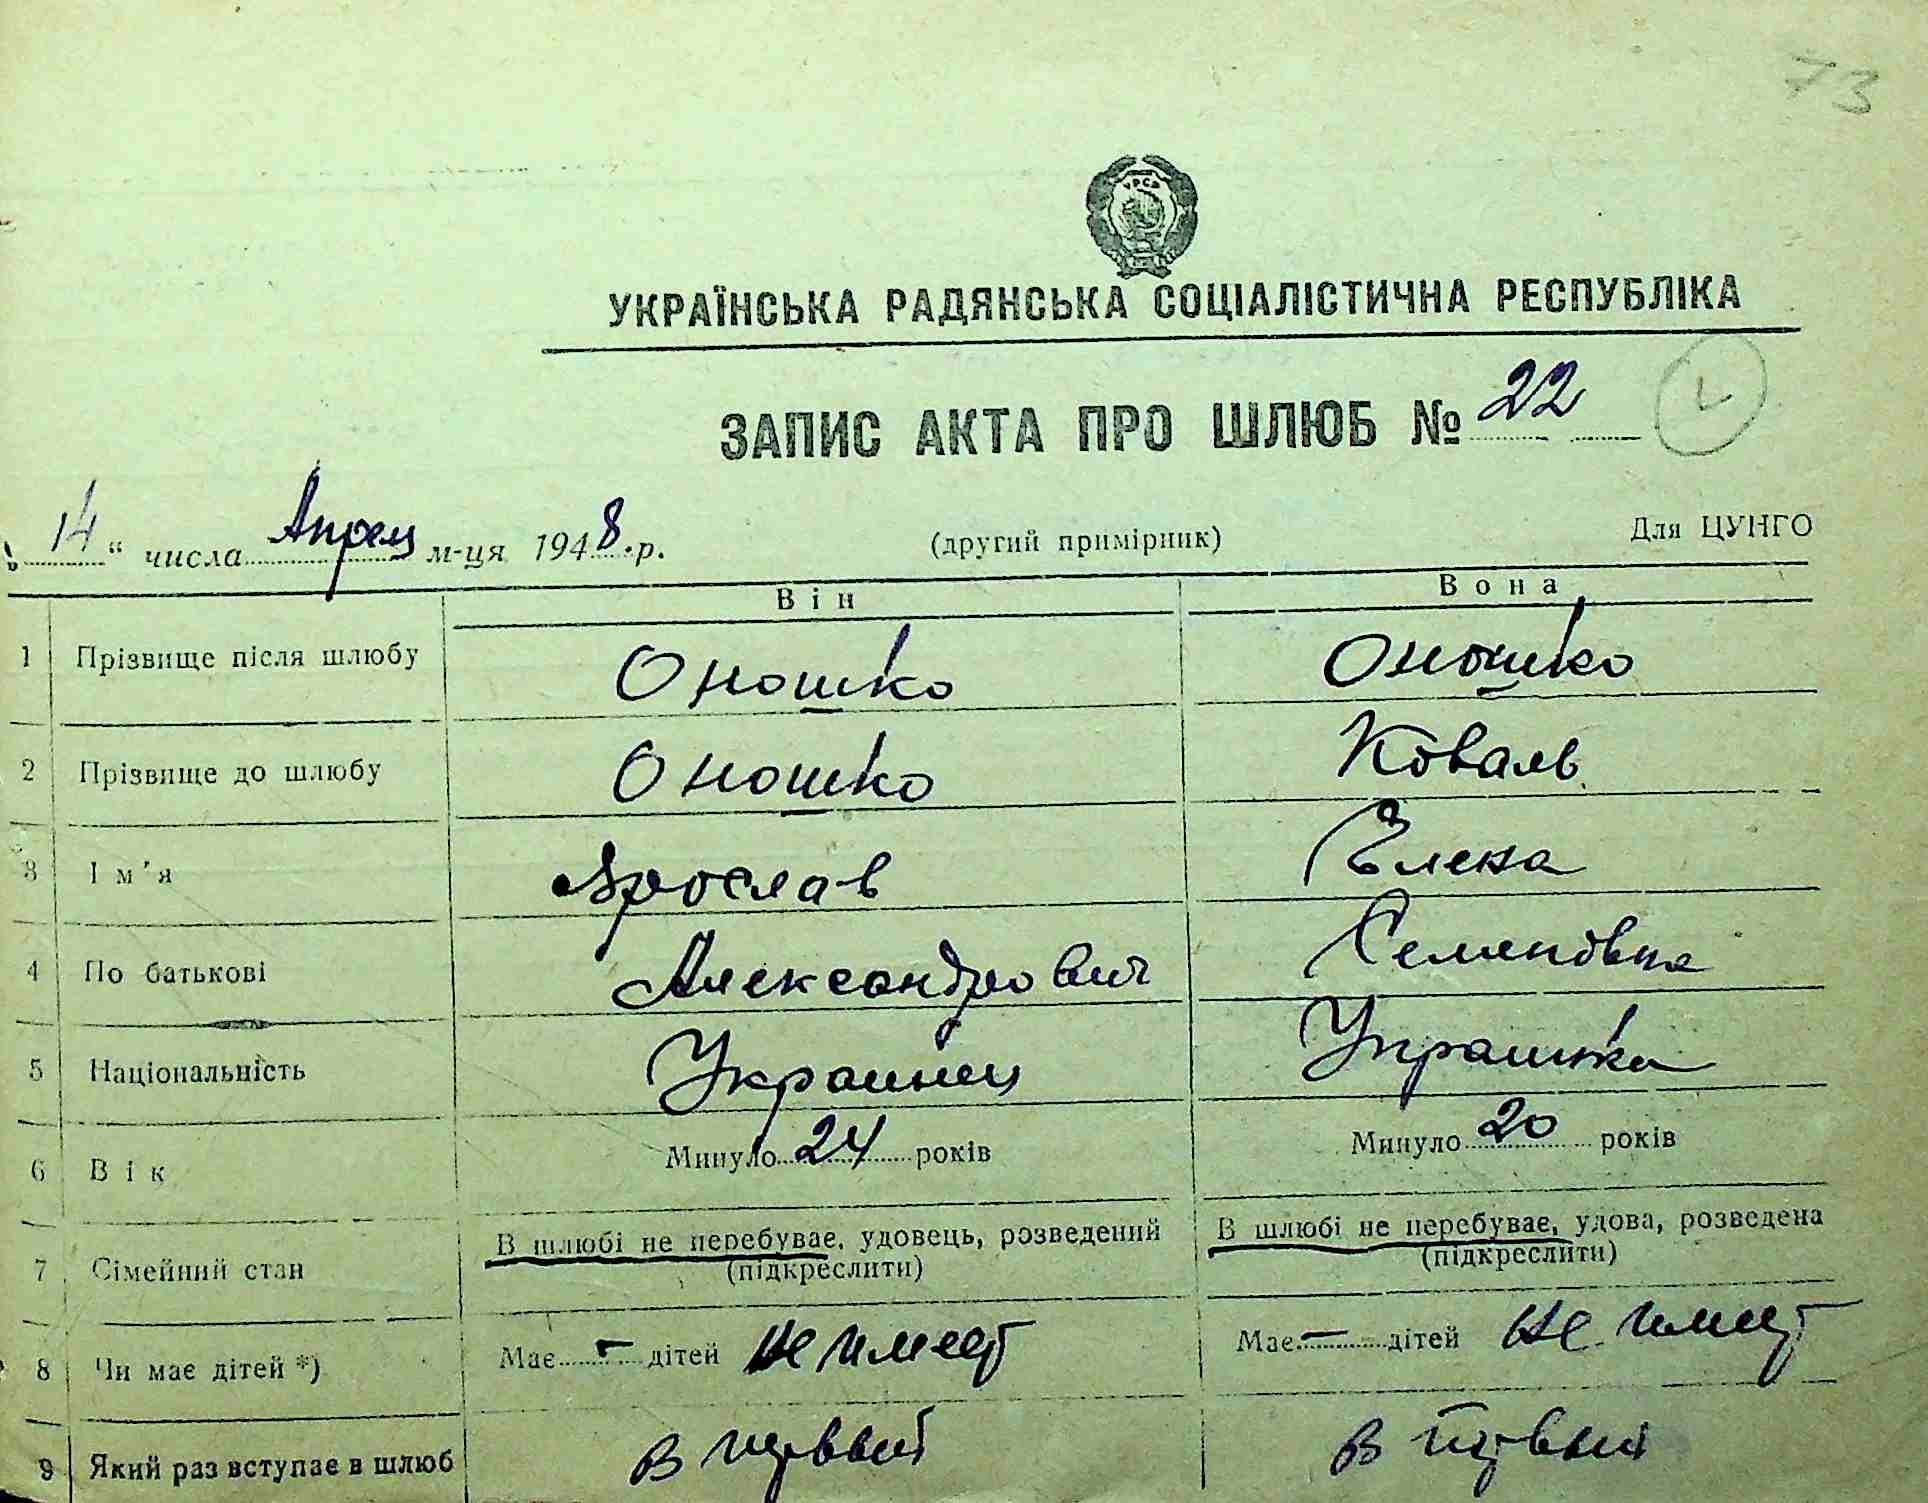 73
УРСР
УКРАЇНСЬКА РАДЯНСЬКА СОЦІАЛІСТИЧНА РЕСПУБЛІКА
ЗАПИС АКТА ПРО ШЛЮБ № 22
„ 14 “ числа Апрел м-ця 1948 р. (другий примірник) Для ЦУНГО
Він Вона
1 Прізвище після шлюбу Оношко Оношко
2 Прізвище до шлюбу Оношко Коваль
3 Ім'я Ярослав Елена
4 По батькові Александрович Семеновна
5 Національність Украинец Украинка
6 Вік Минуло 24 років Минуло 20 років
7 Сімейний стан В шлюбі не перебуває, удовець, розведений (підкреслити) В шлюбі не перебуває, удова, розведена (підкреслити)
8 Чи має дітей *) Має – дітей не имеет Має – дітей не имеет
9 Який раз вступає в шлюб в первый в первый